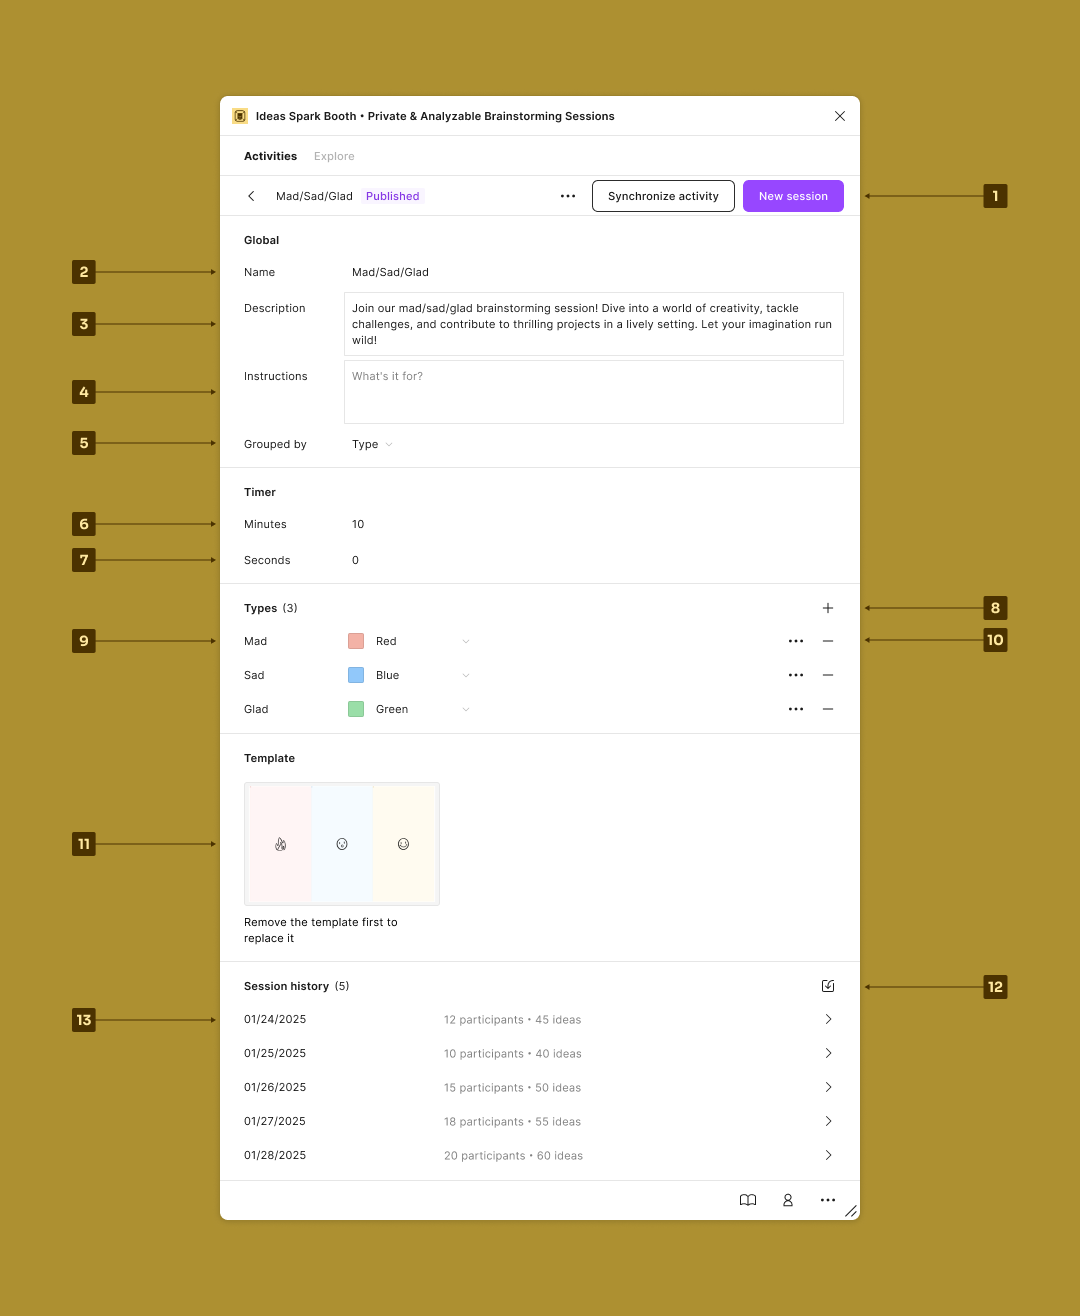 Ideas Spark Booth • Private & Analyzable Brainstorming Sessions
Activities Explore
Mad/Sad/Glad Published ••• Synchronize activity New session
1
Global
2
Name Mad/Sad/Glad
3
Description Join our mad/sad/glad brainstorming session! Dive into a world of creativity, tackle
challenges, and contribute to thrilling projects in a lively setting. Let your imagination run
wild!
4
Instructions What's it for?
5
Grouped by Type
Timer
6
Minutes 10
7
Seconds 0
Types (3)
8
9
Mad Red
10
Sad Blue
Glad Green
Template
11
Remove the template first to
replace it
Session history (5)
12
13
01/24/2025 12 participants • 45 ideas
01/25/2025 10 participants • 40 ideas
01/26/2025 15 participants • 50 ideas
01/27/2025 18 participants • 55 ideas
01/28/2025 20 participants • 60 ideas